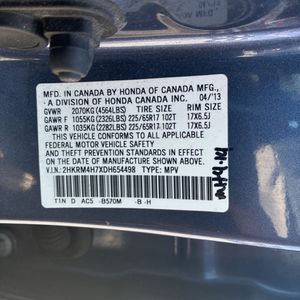 MFD. IN CANADA BY HONDA OF CANADA MFG.,
A DIVISION OF HONDA CANADA INC. 04/'13
GVWR 2070KG (4564LBS) TIRE SIZE RIM SIZE
GAWR F 1055KG (2326LBS) 225/65R17 102T 17X6.5J
GAWR R 1035KG (2282LBS) 225/65R17 102T 17X6.5J
THIS VEHICLE CONFORMS TO ALL APPLICABLE
FEDERAL MOTOR VEHICLE SAFETY, BUMPER,
AND THEFT PREVENTION STANDARDS IN EFFECT
ON THE DATE OF MANUFACTURE SHOWN ABOVE.
V.I.N.: 2HKRM4H7XDH654498 TYPE: MPV
T1N D AC5 -B570M -B -H